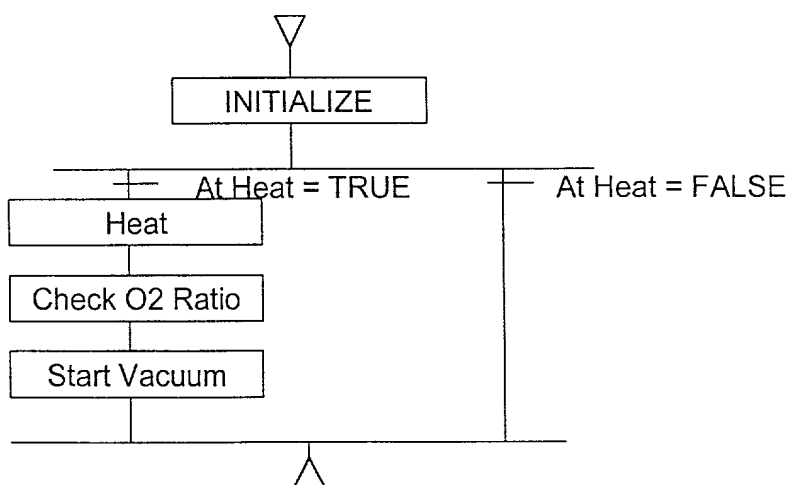 INITIALIZE
At Heat = TRUE
At Heat = FALSE
Heat
Check O2 Ratio
Start Vacuum